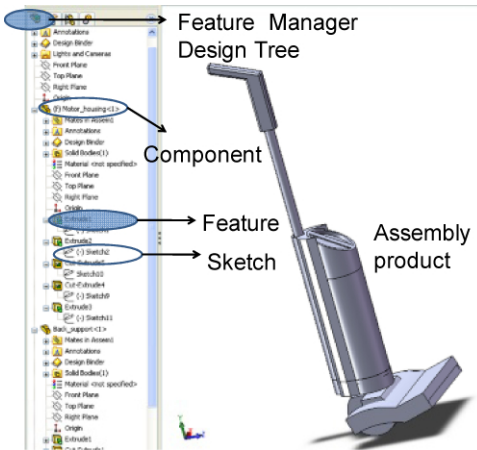 Feature Manager
Design Tree
Annotations
Design Binder
Lights and Cameras
Front Plane
Top Plane
Right Plane
Origin
(f) Motor_housing<1>
Mates in Assem1
Annotations
Design Binder
Solid Bodies(1)
Material <not specified>
Front Plane
Top Plane
Right Plane
Origin
Component
Extrude1
Feature
Extrude2
(-) Sketch2
Sketch
Assembly
product
Sketch10
Cut-Extrude4
(-) Sketch9
Extrude3
(-) Sketch11
Back_support<1>
Mates in Assem1
Annotations
Design Binder
Solid Bodies(1)
Material <not specified>
Front Plane
Top Plane
Right Plane
Origin
Extrude1